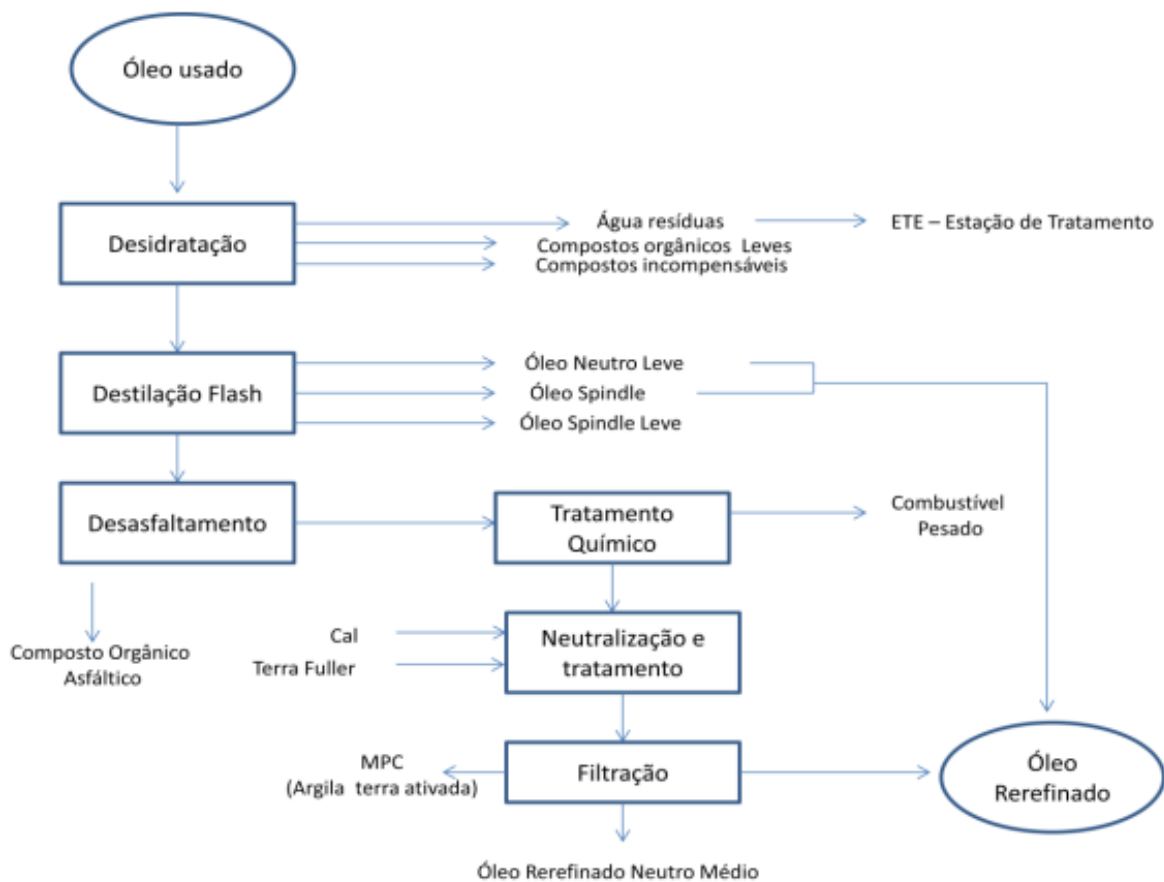 Óleo usado
Desidratação
Água resíduas
ETE – Estação de Tratamento
Compostos orgânicos Leves
Compostos incompensáveis
Destilação Flash
Óleo Neutro Leve
Óleo Spindle
Óleo Spindle Leve
Desasfaltamento
Tratamento
Químico
Combustível
Pesado
Composto Orgânico
Asfáltico
Cal
Terra Fuller
Neutralização e
tratamento
MPC
(Argila terra ativada)
Filtração
Óleo
Rerefinado
Óleo Rerefinado Neutro Médio